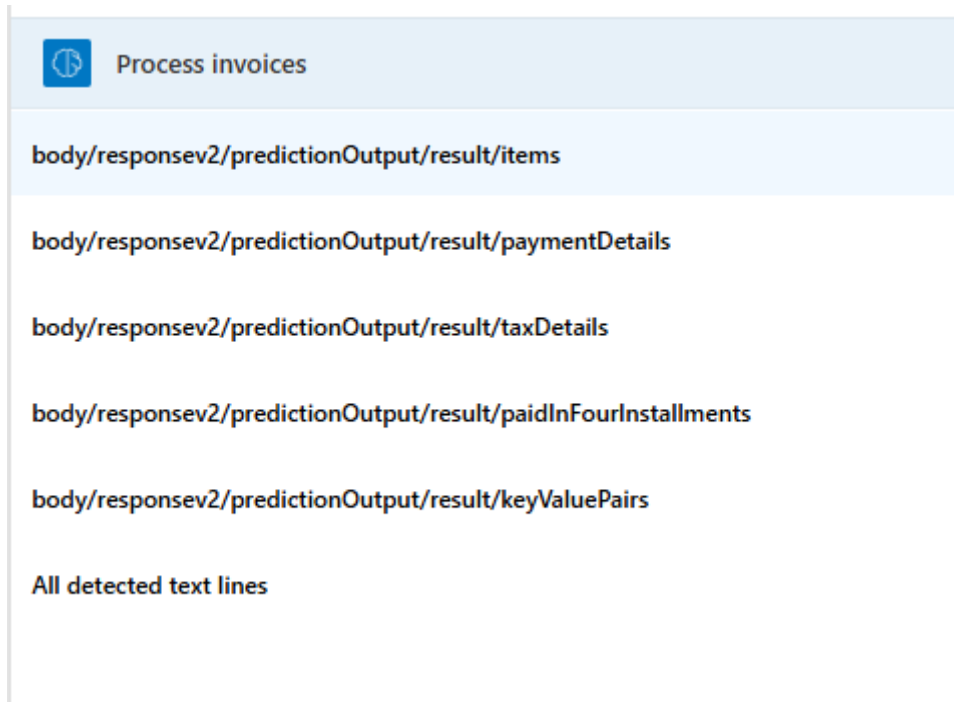 Process invoices
body/responsev2/predictionOutput/result/items
body/responsev2/predictionOutput/result/paymentDetails
body/responsev2/predictionOutput/result/taxDetails
body/responsev2/predictionOutput/result/paidInFourInstallments
body/responsev2/predictionOutput/result/keyValuePairs
All detected text lines